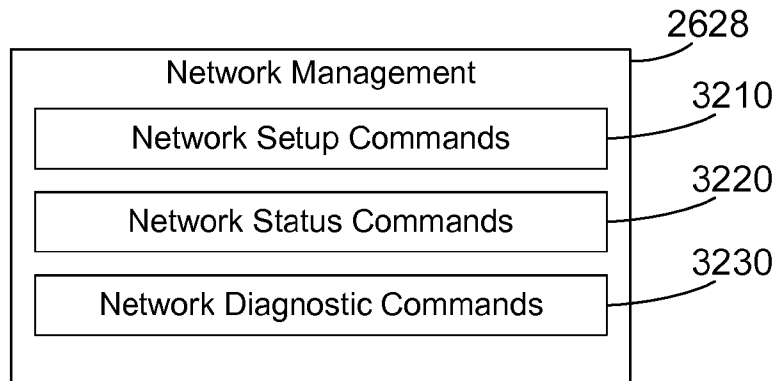 2628
Network Management
3210
Network Setup Commands
3220
Network Status Commands
3230
Network Diagnostic Commands